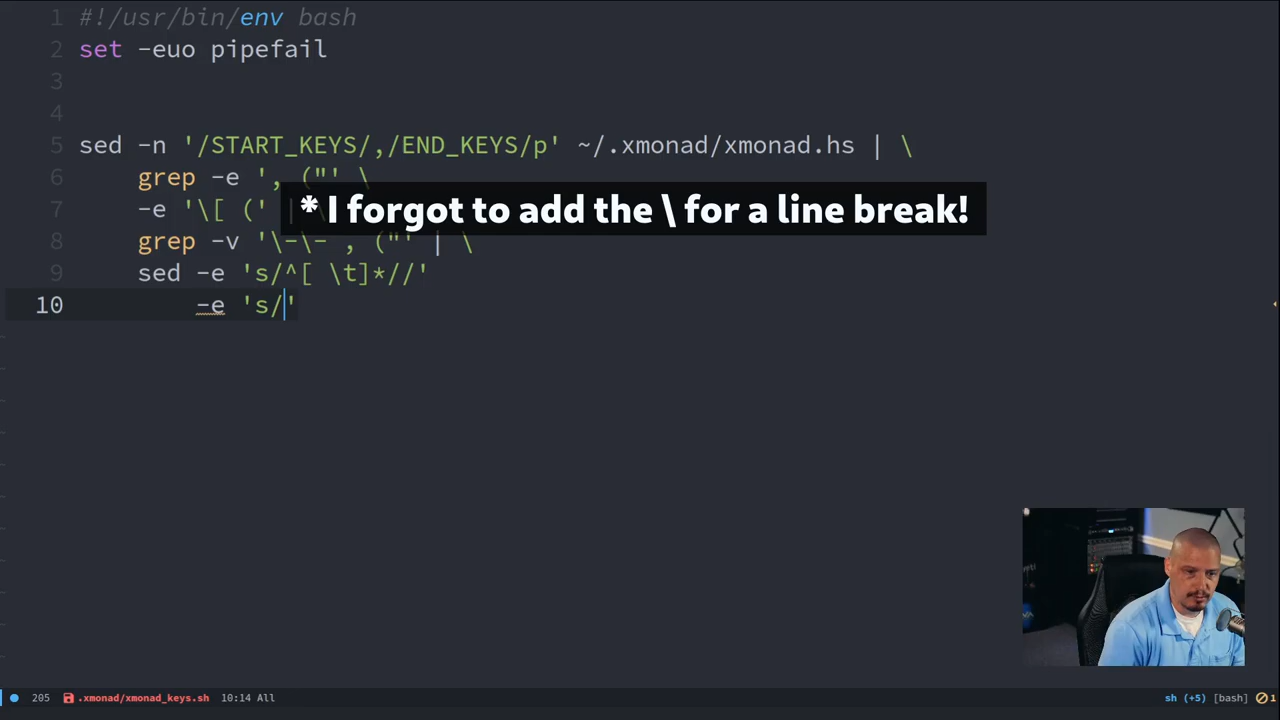 1 #!/usr/bin/env bash
2 set -euo pipefail
3
4
5 sed -n '/START_KEYS/,/END_KEYS/p' ~/.xmonad/xmonad.hs | \
6 grep -e ', ("' \
* I forgot to add the \ for a line break!
7 -e '\[ (' |
8 grep -v '\-\- , ("' | \
9 sed -e 's/^[ \t]*//'
10 -e 's/'
205 .xmonad/xmonad_keys.sh 10:14 All sh (+5) [bash] 1